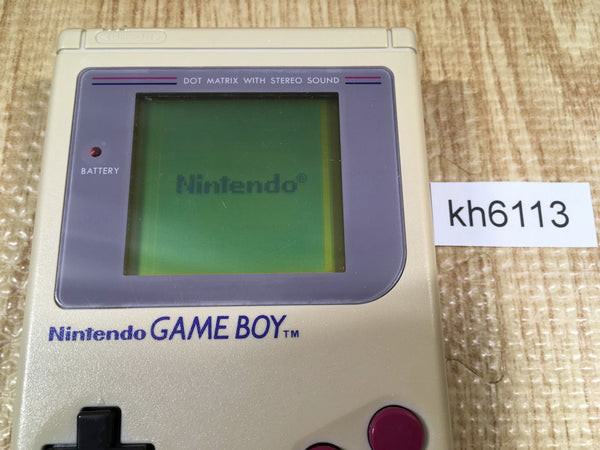 DOT MATRIX WITH STEREO SOUND
BATTERY
Nintendo®
kh6113
Nintendo GAME BOY™